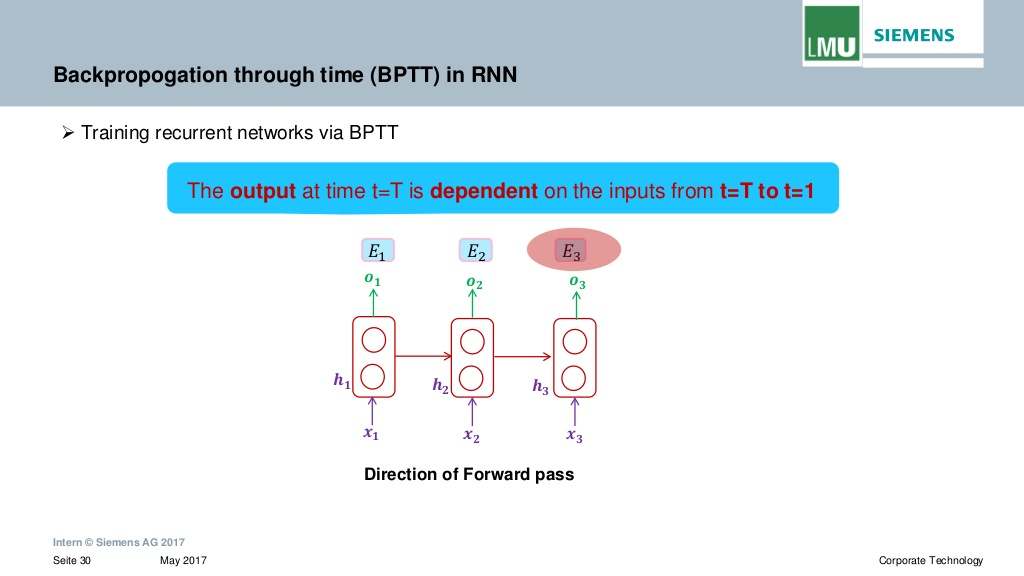 LMU SIEMENS
Backpropogation through time (BPTT) in RNN
➢ Training recurrent networks via BPTT
The output at time t=T is dependent on the inputs from t=T to t=1
E₁ E₂ E₃
o₁ o₂ o₃
h₁ h₂ h₃
x₁ x₂ x₃
Direction of Forward pass
Intern © Siemens AG 2017
Seite 30 May 2017 Corporate Technology